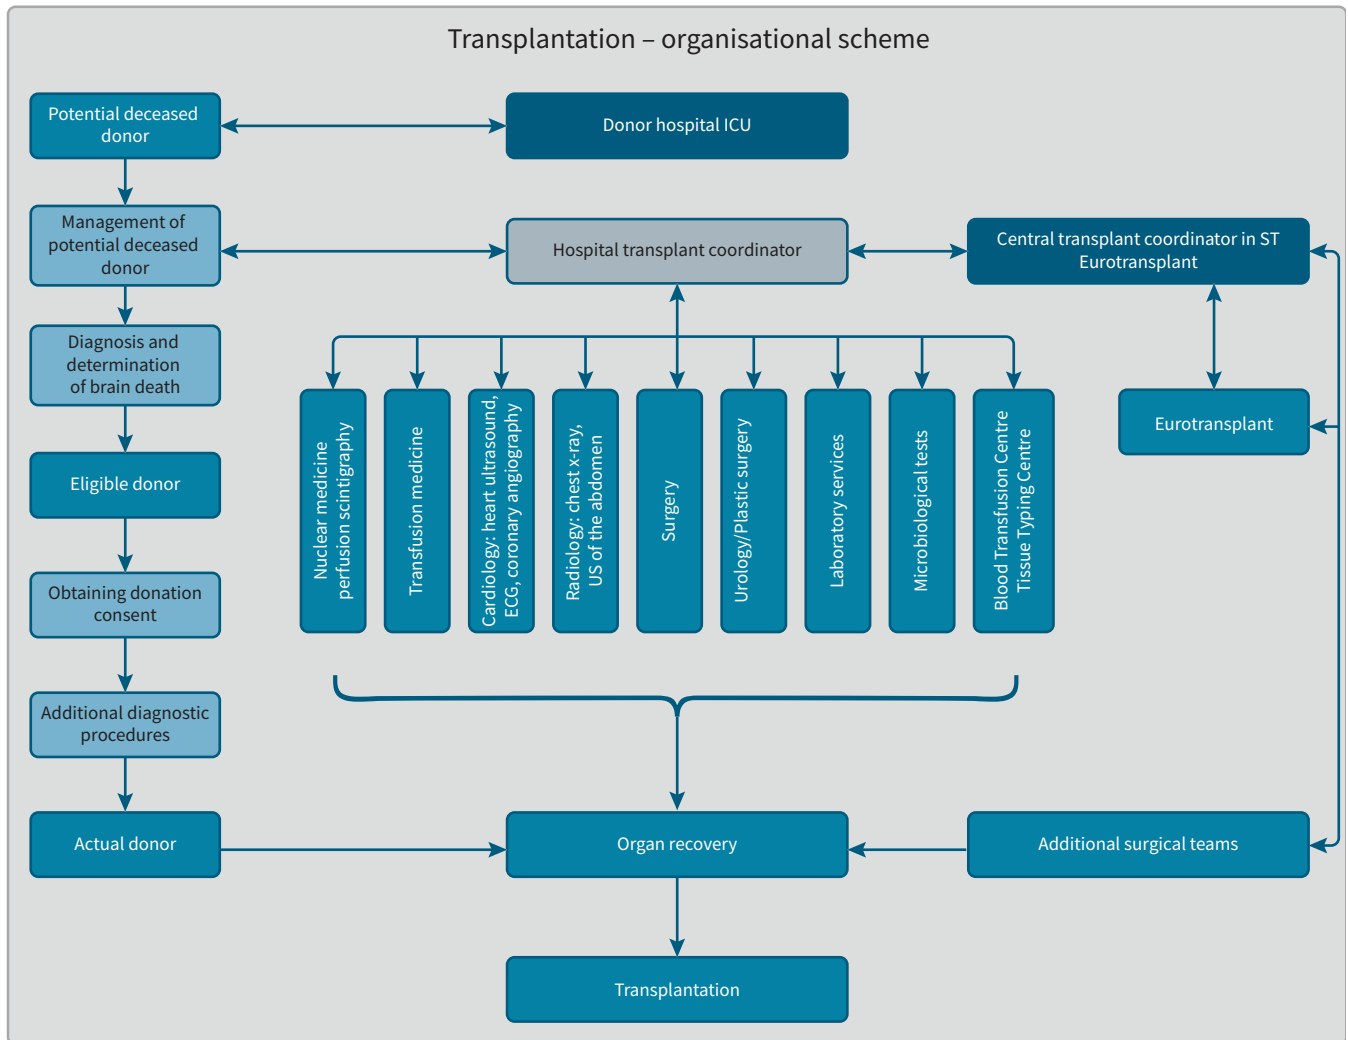 Transplantation – organisational scheme
Potential deceased
donor
Donor hospital ICU
Management of
potential deceased
donor
Hospital transplant coordinator
Central transplant coordinator in ST
Eurotransplant
Diagnosis and
determination
of brain death
Eligible donor
Obtaining donation
consent
Additional diagnostic
procedures
Actual donor
Nuclear medicine
perfusion scintigraphy
Transfusion medicine
Cardiology: heart ultrasound,
ECG, coronary angiography
Radiology: chest x-ray,
US of the abdomen
Surgery
Urology/Plastic surgery
Laboratory services
Microbiological tests
Blood Transfusion Centre
Tissue Typing Centre
Eurotransplant
Organ recovery
Additional surgical teams
Transplantation